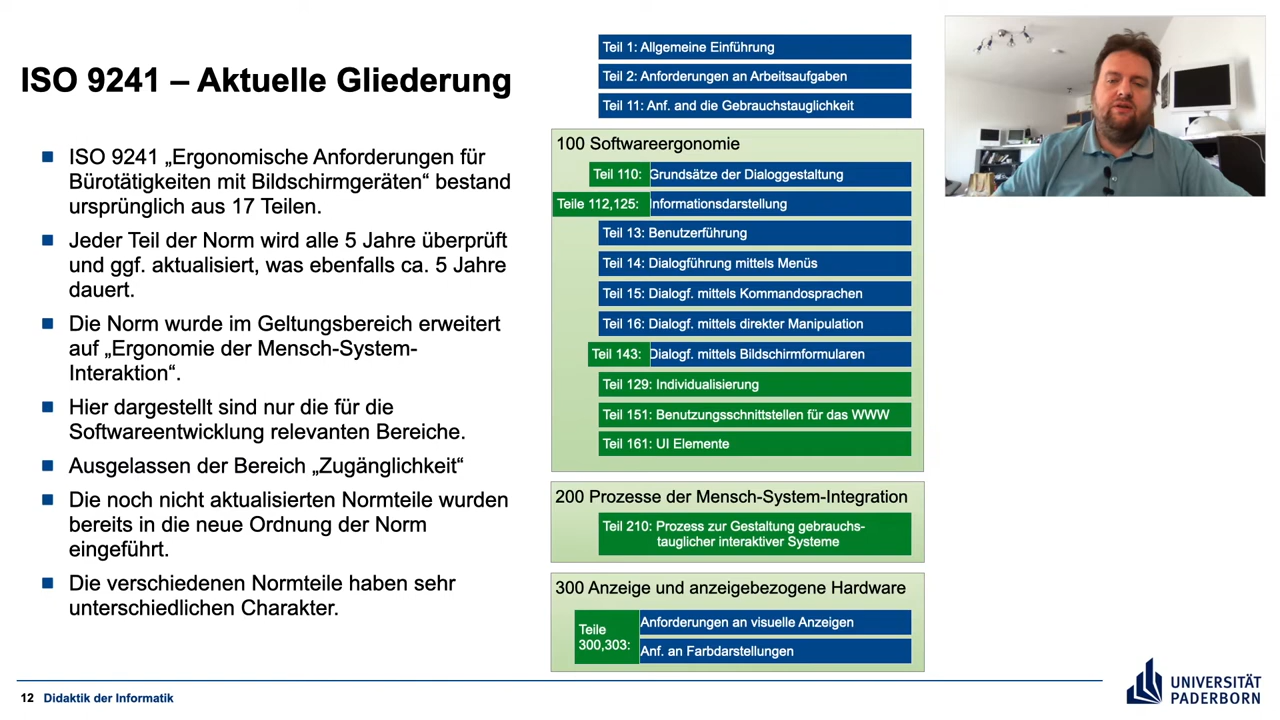 ISO 9241 – Aktuelle Gliederung
ISO 9241 „Ergonomische Anforderungen für
Bürotätigkeiten mit Bildschirmgeräten“ bestand
ursprünglich aus 17 Teilen.
Jeder Teil der Norm wird alle 5 Jahre überprüft
und ggf. aktualisiert, was ebenfalls ca. 5 Jahre
dauert.
Die Norm wurde im Geltungsbereich erweitert
auf „Ergonomie der Mensch-System-
Interaktion“.
Hier dargestellt sind nur die für die
Softwareentwicklung relevanten Bereiche.
Ausgelassen der Bereich „Zugänglichkeit“
Die noch nicht aktualisierten Normteile wurden
bereits in die neue Ordnung der Norm
eingeführt.
Die verschiedenen Normteile haben sehr
unterschiedlichen Charakter.
Teil 1: Allgemeine Einführung
Teil 2: Anforderungen an Arbeitsaufgaben
Teil 11: Anf. and die Gebrauchstauglichkeit
100 Softwareergonomie
Teil 110: Grundsätze der Dialoggestaltung
Teile 112,125: Informationsdarstellung
Teil 13: Benutzerführung
Teil 14: Dialogführung mittels Menüs
Teil 15: Dialogf. mittels Kommandosprachen
Teil 16: Dialogf. mittels direkter Manipulation
Teil 143: Dialogf. mittels Bildschirmformularen
Teil 129: Individualisierung
Teil 151: Benutzungsschnittstellen für das WWW
Teil 161: UI Elemente
200 Prozesse der Mensch-System-Integration
Teil 210: Prozess zur Gestaltung gebrauchs-
tauglicher interaktiver Systeme
300 Anzeige und anzeigebezogene Hardware
Teile
300,303:
Anforderungen an visuelle Anzeigen
Anf. an Farbdarstellungen
12 Didaktik der Informatik
UNIVERSITÄT
PADERBORN